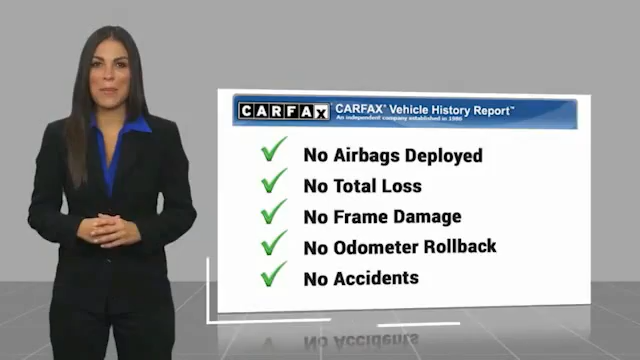 CARFAX CARFAX® Vehicle History Report™
An independent company established in 1986
No Airbags Deployed
No Total Loss
No Frame Damage
No Odometer Rollback
No Accidents